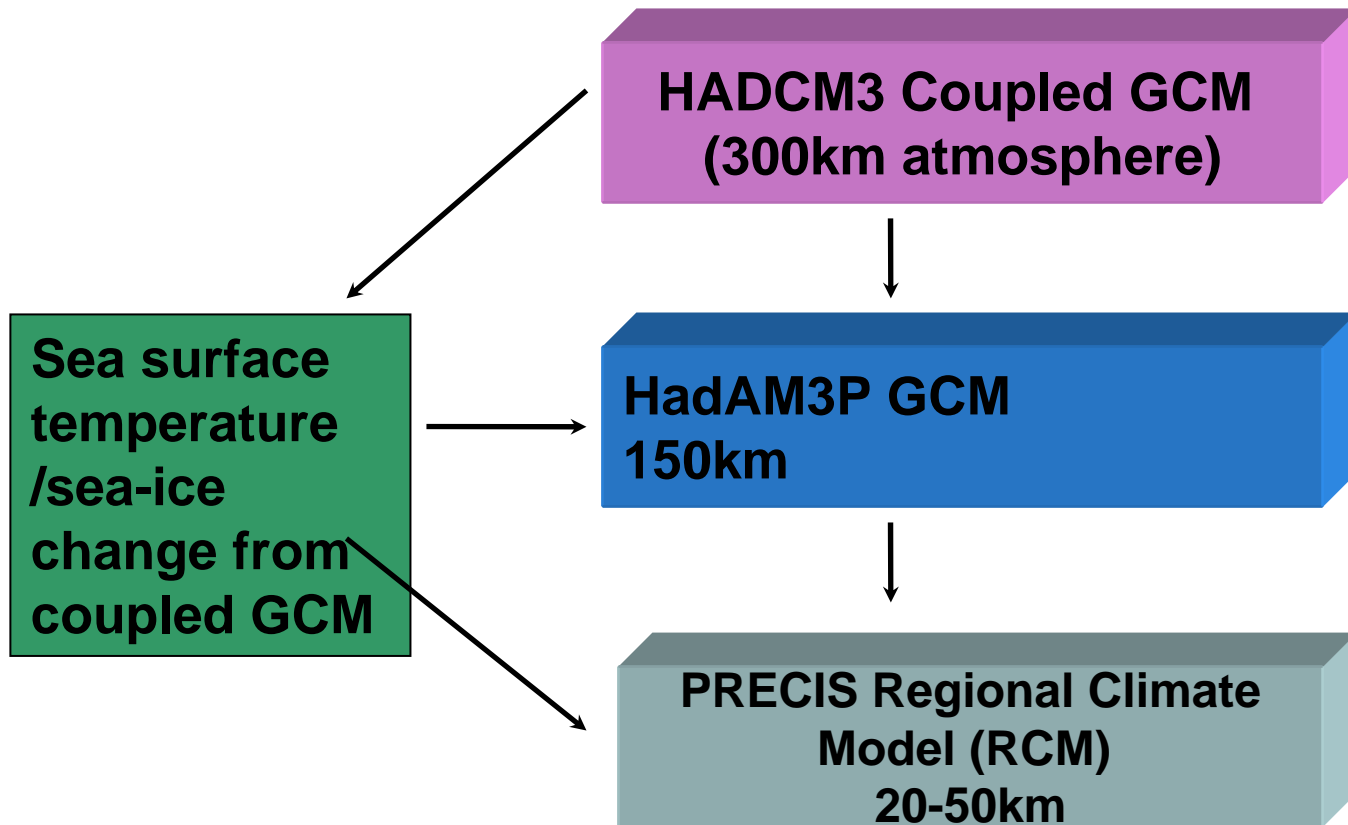 HADCM3 Coupled GCM
(300km atmosphere)
Sea surface
temperature
/sea-ice
change from
coupled GCM
HadAM3P GCM
150km
PRECIS Regional Climate
Model (RCM)
20-50km